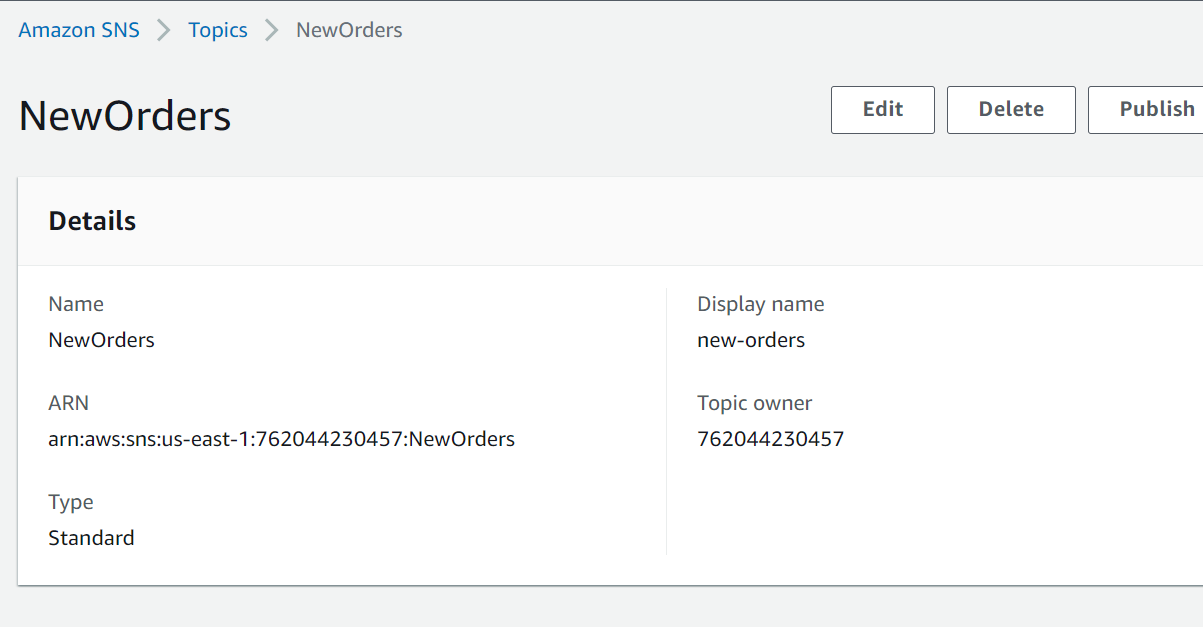 Amazon SNS > Topics > NewOrders
NewOrders
Edit Delete Publish
Details
Name
NewOrders
ARN
arn:aws:sns:us-east-1:762044230457:NewOrders
Type
Standard
Display name
new-orders
Topic owner
762044230457